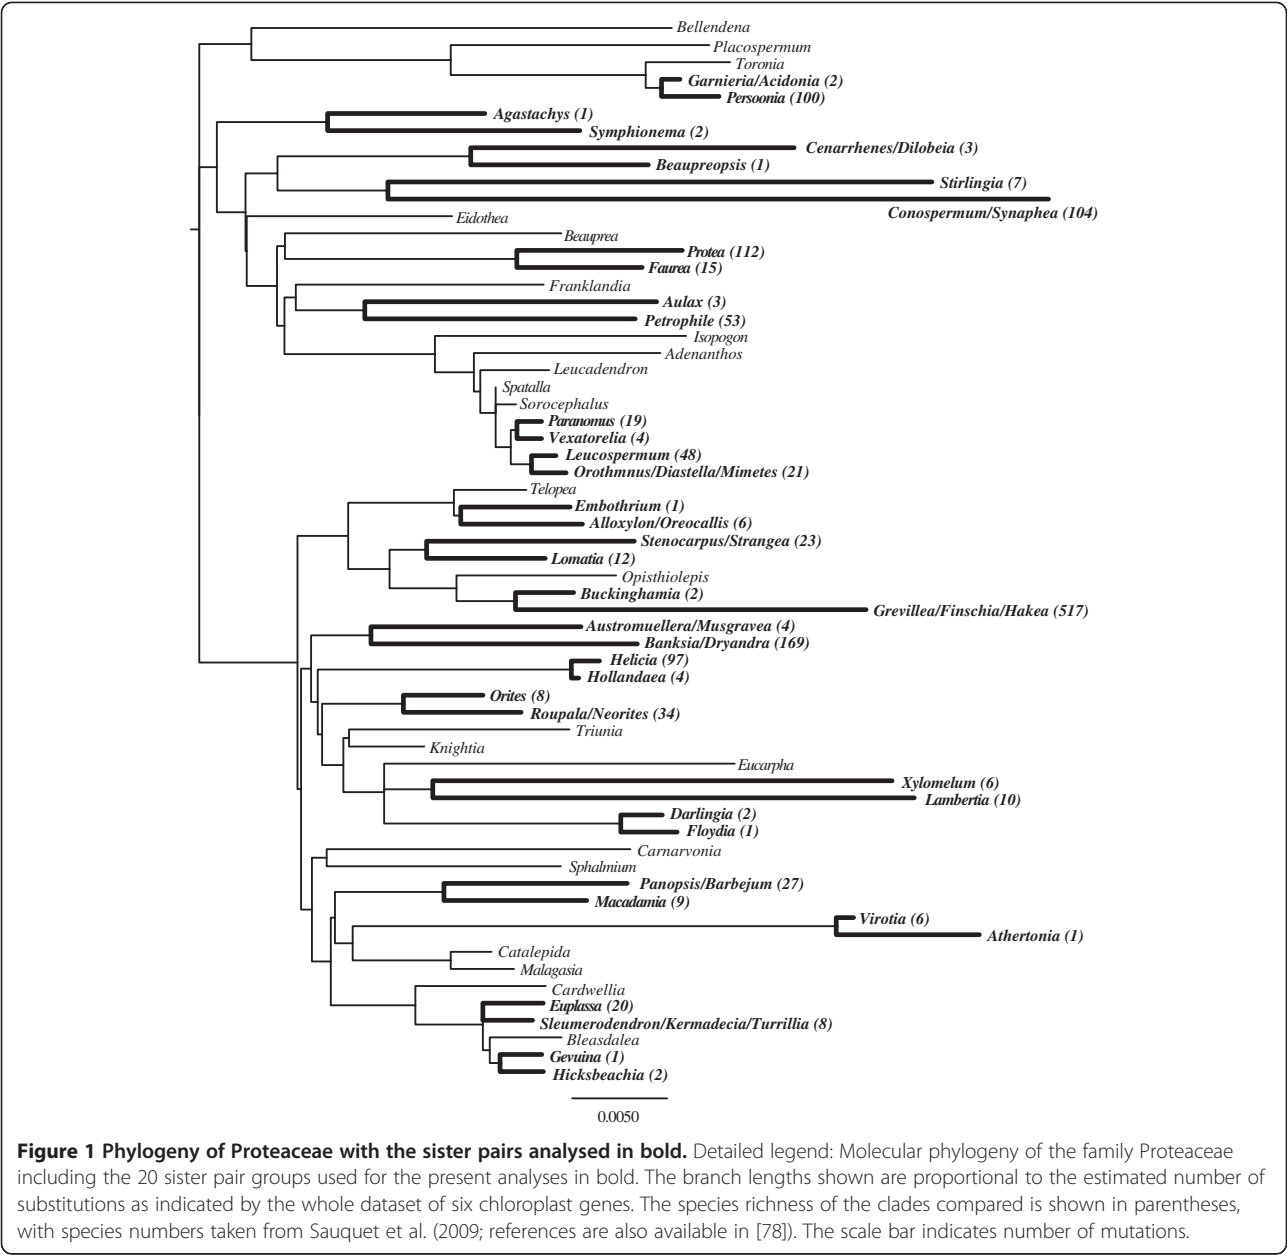 Bellendena
Placospermum
Toronia
Garnieria/Acidonia (2)
Persoonia (100)
Agastachys (1)
Symphionema (2)
Cenarrhenes/Dilobeia (3)
Beaupreopsis (1)
Stirlingia (7)
Conospermum/Synaphea (104)
Eidothea
Beauprea
Protea (112)
Faurea (15)
Franklandia
Aulax (3)
Petrophile (53)
Isopogon
Adenanthos
Leucadendron
Spatalla
Sorocephalus
Paranomus (19)
Vexatorelia (4)
Leucospermum (48)
Orothmnus/Diastella/Mimetes (21)
Telopea
Embothrium (1)
Alloxylon/Oreocallis (6)
Stenocarpus/Strangea (23)
Lomatia (12)
Opisthiolepis
Buckinghamia (2)
Grevillea/Finschia/Hakea (517)
Austromuellera/Musgravea (4)
Banksia/Dryandra (169)
Helicia (97)
Hollandaea (4)
Orites (8)
Roupala/Neorites (34)
Triunia
Knightia
Eucarpha
Xylomelum (6)
Lambertia (10)
Darlingia (2)
Floydia (1)
Carnarvonia
Sphalmium
Panopsis/Barbejum (27)
Macadamia (9)
Virotia (6)
Athertonia (1)
Catalepida
Malagasia
Cardwellia
Euplassa (20)
Sleumerodendron/Kermadecia/Turrillia (8)
Bleasdalea
Gevuina (1)
Hicksbeachia (2)
0.0050
Figure 1 Phylogeny of Proteaceae with the sister pairs analysed in bold. Detailed legend: Molecular phylogeny of the family Proteaceae
including the 20 sister pair groups used for the present analyses in bold. The branch lengths shown are proportional to the estimated number of
substitutions as indicated by the whole dataset of six chloroplast genes. The species richness of the clades compared is shown in parentheses,
with species numbers taken from Sauquet et al. (2009; references are also available in [78]). The scale bar indicates number of mutations.